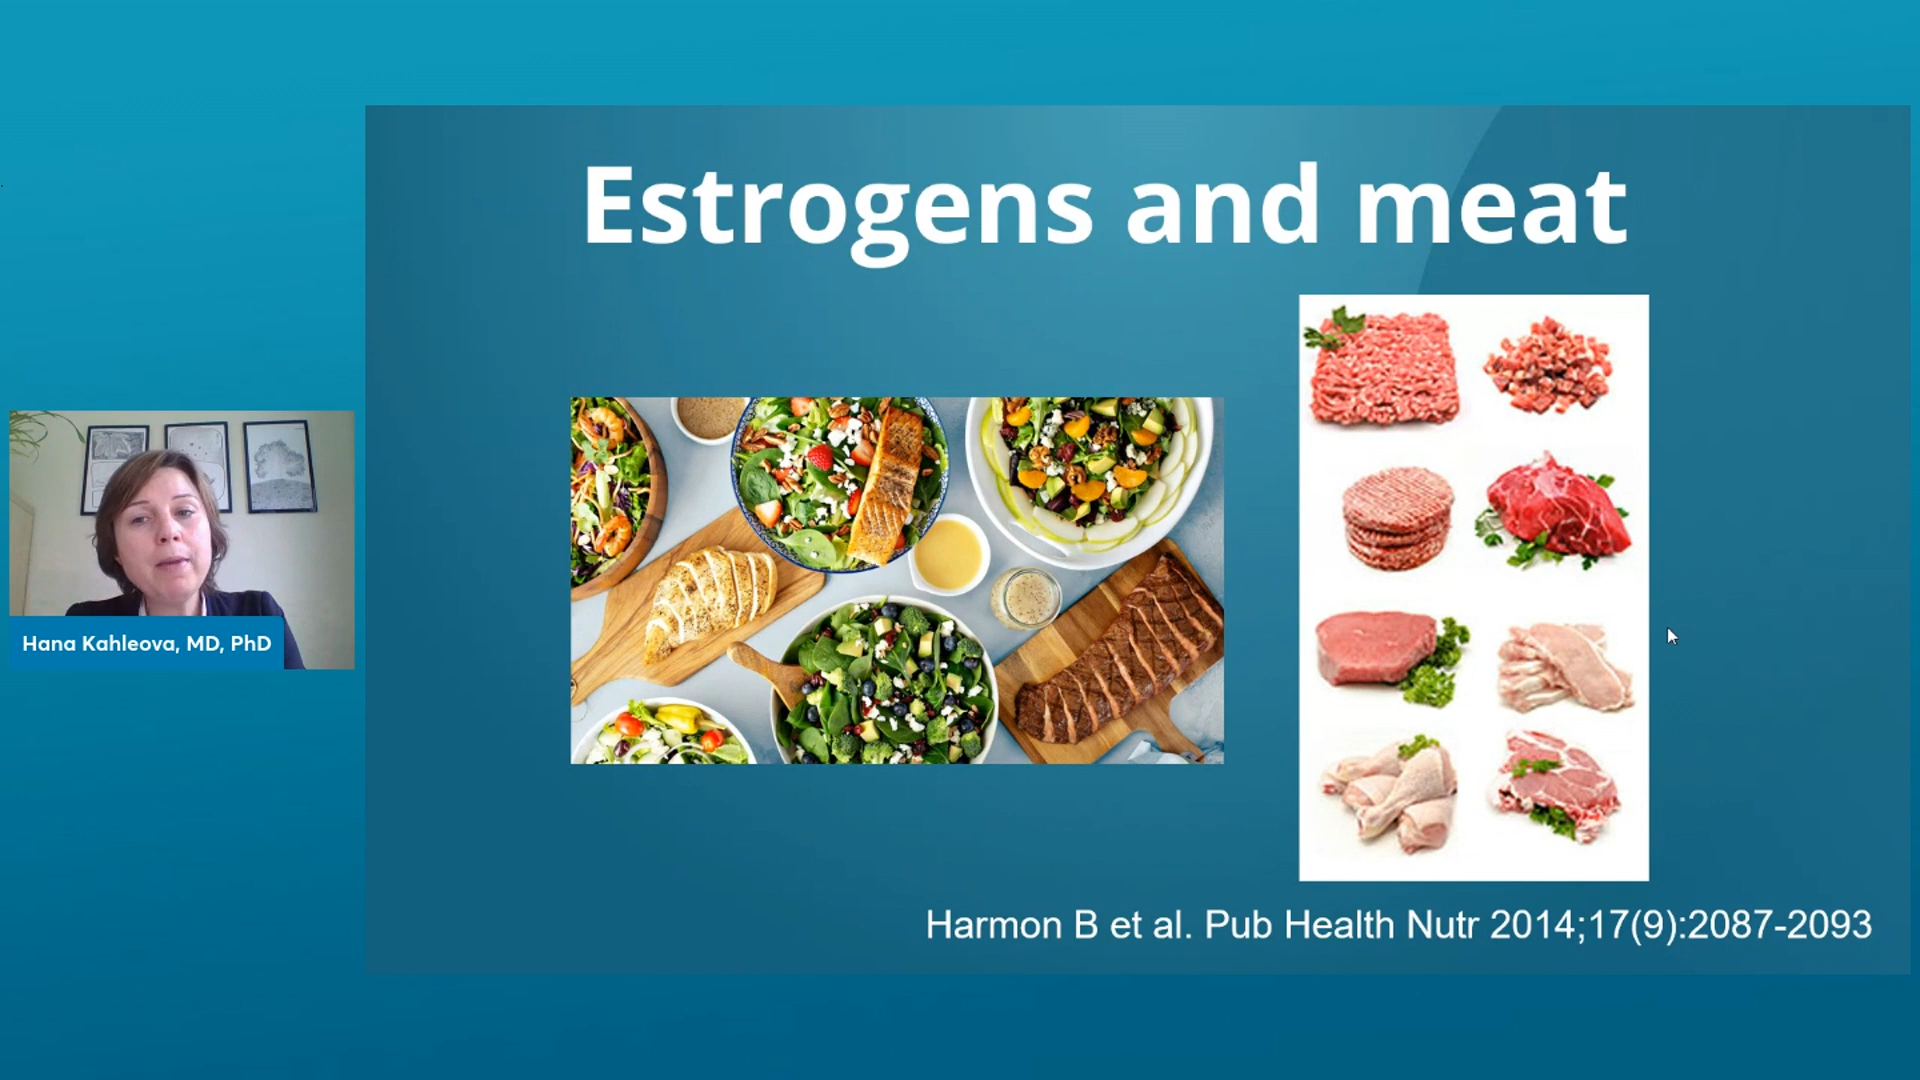 Estrogens and meat
Hana Kahleova, MD, PhD
Harmon B et al. Pub Health Nutr 2014;17(9):2087-2093